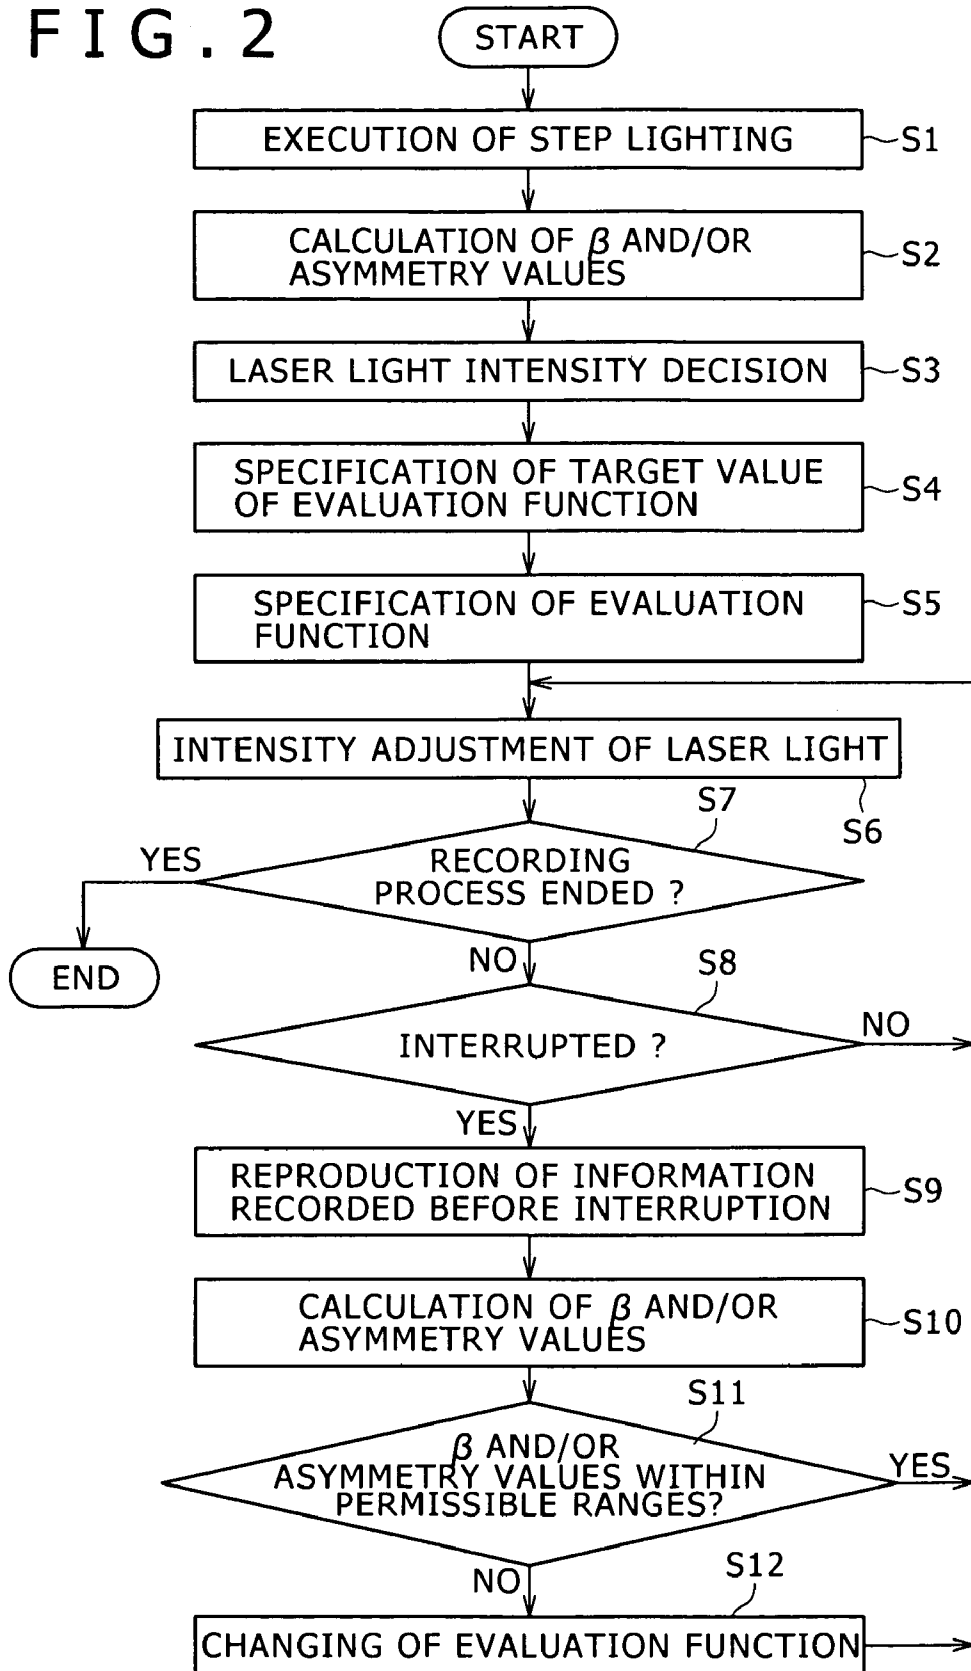 FIG.2
START
EXECUTION OF STEP LIGHTING
S1
CALCULATION OF β AND/OR
ASYMMETRY VALUES
S2
LASER LIGHT INTENSITY DECISION
S3
SPECIFICATION OF TARGET VALUE
OF EVALUATION FUNCTION
S4
SPECIFICATION OF EVALUATION
FUNCTION
S5
INTENSITY ADJUSTMENT OF LASER LIGHT
S6
S7
YES
RECORDING
PROCESS ENDED ?
END
NO
S8
INTERRUPTED ?
NO
YES
REPRODUCTION OF INFORMATION
RECORDED BEFORE INTERRUPTION
S9
CALCULATION OF β AND/OR
ASYMMETRY VALUES
S10
S11
β AND/OR
ASYMMETRY VALUES WITHIN
PERMISSIBLE RANGES?
YES
NO
S12
CHANGING OF EVALUATION FUNCTION